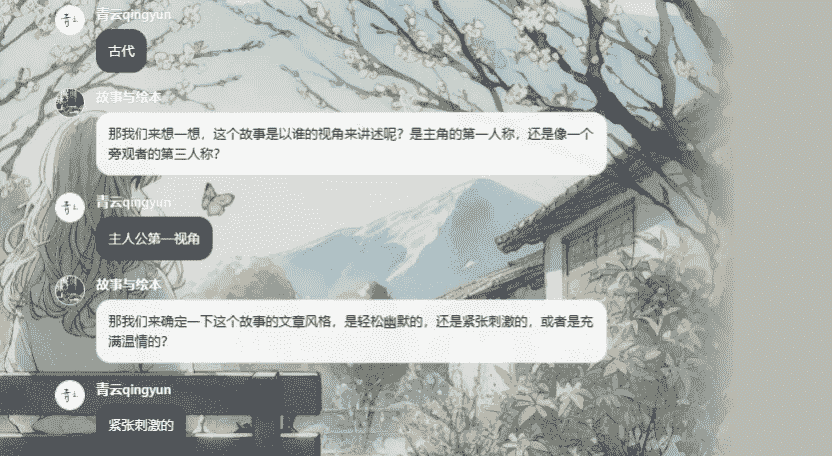 青云qingyun
古代
故事与绘本
那我们来想一想，这个故事是以谁的视角来讲述呢？是主角的第一人称，还是像一个
旁观者的第三人称？
青云qingyun
主人公第一视角
故事与绘本
那我们来确定一下这个故事的文章风格，是轻松幽默的，还是紧张刺激的，或者是充
满温情的？
青云qingyun
紧张刺激的